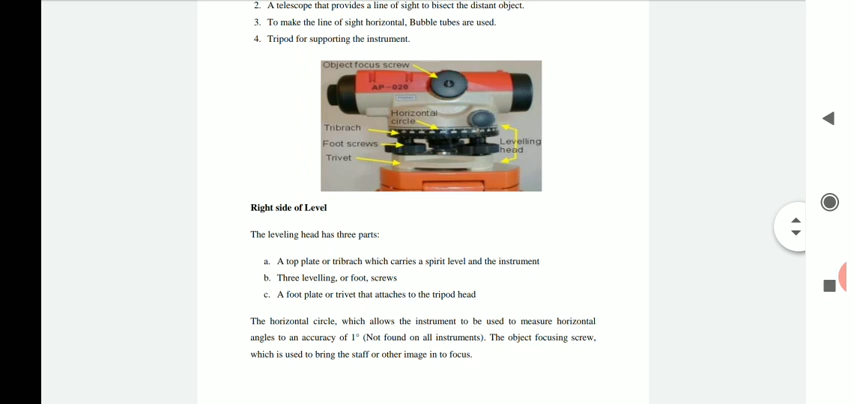 2. A telescope that provides a line of sight to bisect the distant object.
3. To make the line of sight horizontal, Bubble tubes are used.
4. Tripod for supporting the instrument.
Object focus screw
AP-020
Horizontal
circle
Tribrach
Foot screws
Levelling
head
Trivet
Right side of Level
The leveling head has three parts:
a. A top plate or tribrach which carries a spirit level and the instrument
b. Three levelling, or foot, screws
c. A foot plate or trivet that attaches to the tripod head
The horizontal circle, which allows the instrument to be used to measure horizontal
angles to an accuracy of 1° (Not found on all instruments). The object focusing screw,
which is used to bring the staff or other image in to focus.